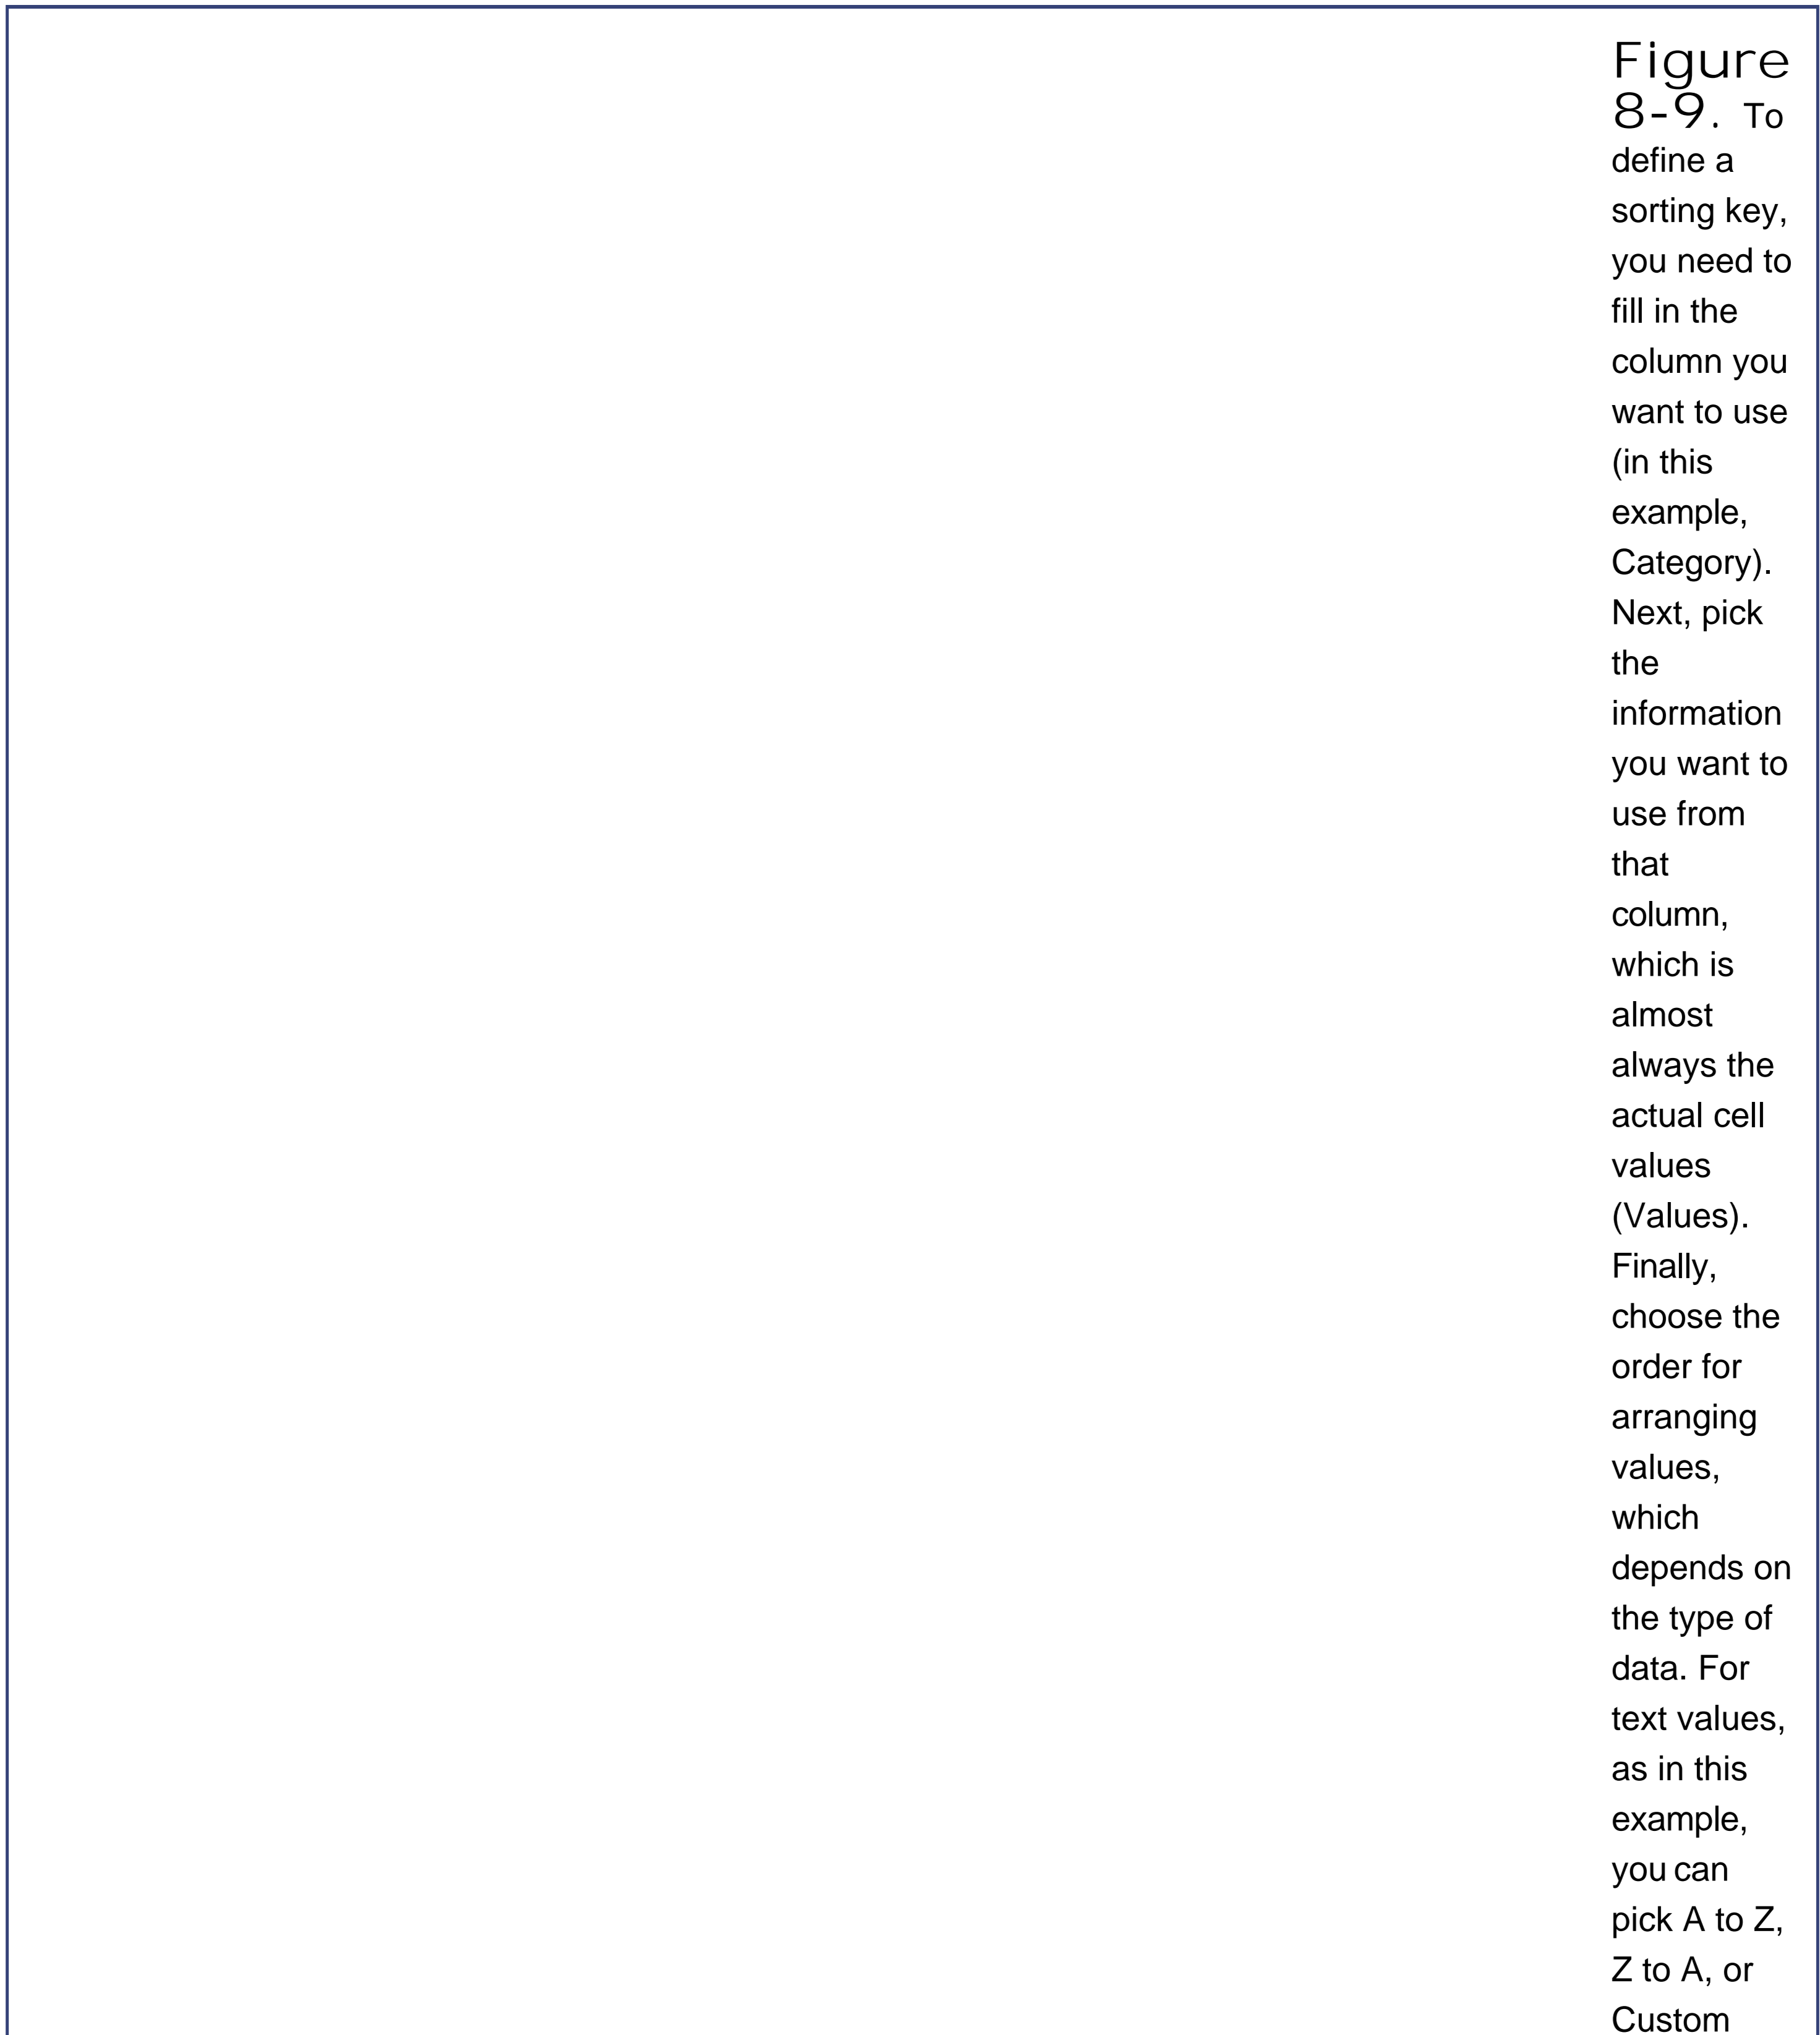 Figure
8-9. To
define a
sorting key,
you need to
fill in the
column you
want to use
(in this
example,
Category).
Next, pick
the
information
you want to
use from
that
column,
which is
almost
always the
actual cell
values
(Values).
Finally,
choose the
order for
arranging
values,
which
depends on
the type of
data. For
text values,
as in this
example,
you can
pick A to Z,
Z to A, or
Custom